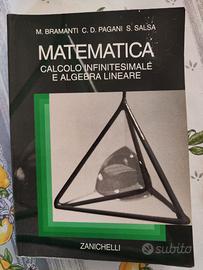 M. BRAMANTI C. D. PAGANI S. SALSA
MATEMATICA
CALCOLO INFINITESIMALE
E ALGEBRA LINEARE
ZANICHELLI
subito